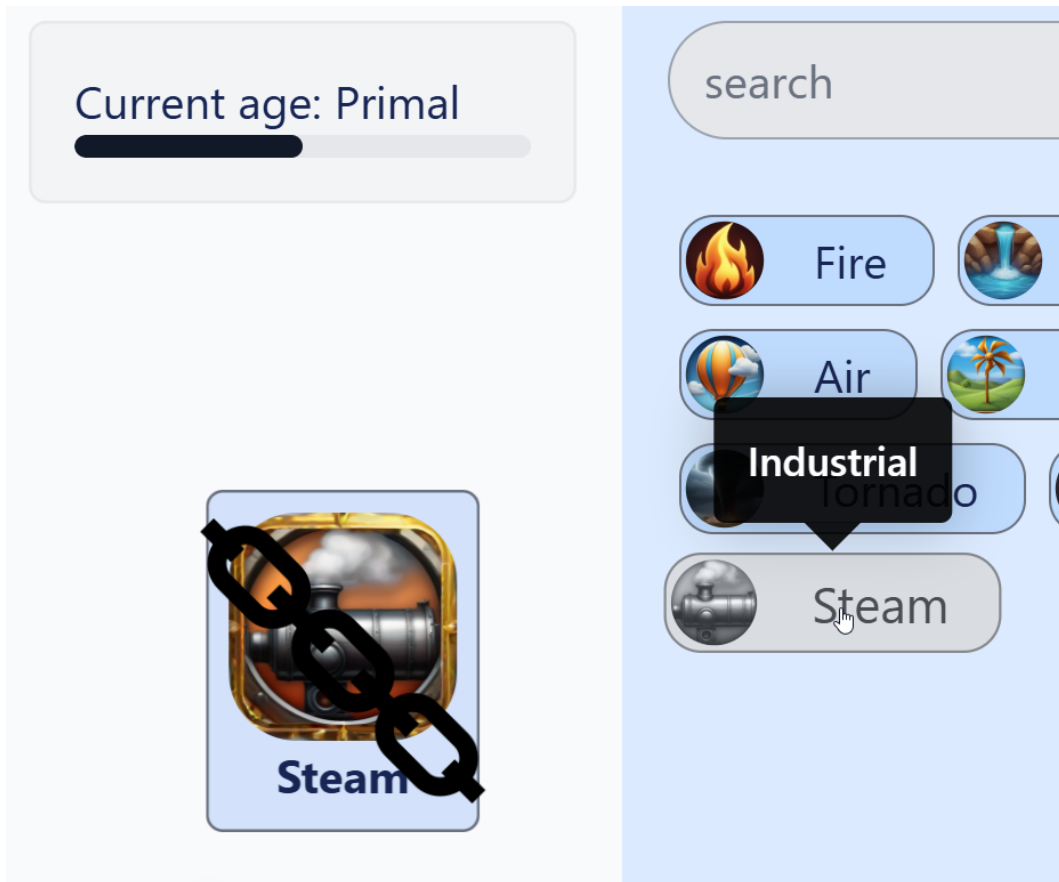 Current age: Primal
Steam
search
Fire
Air
Industrial
Tornado
Steam